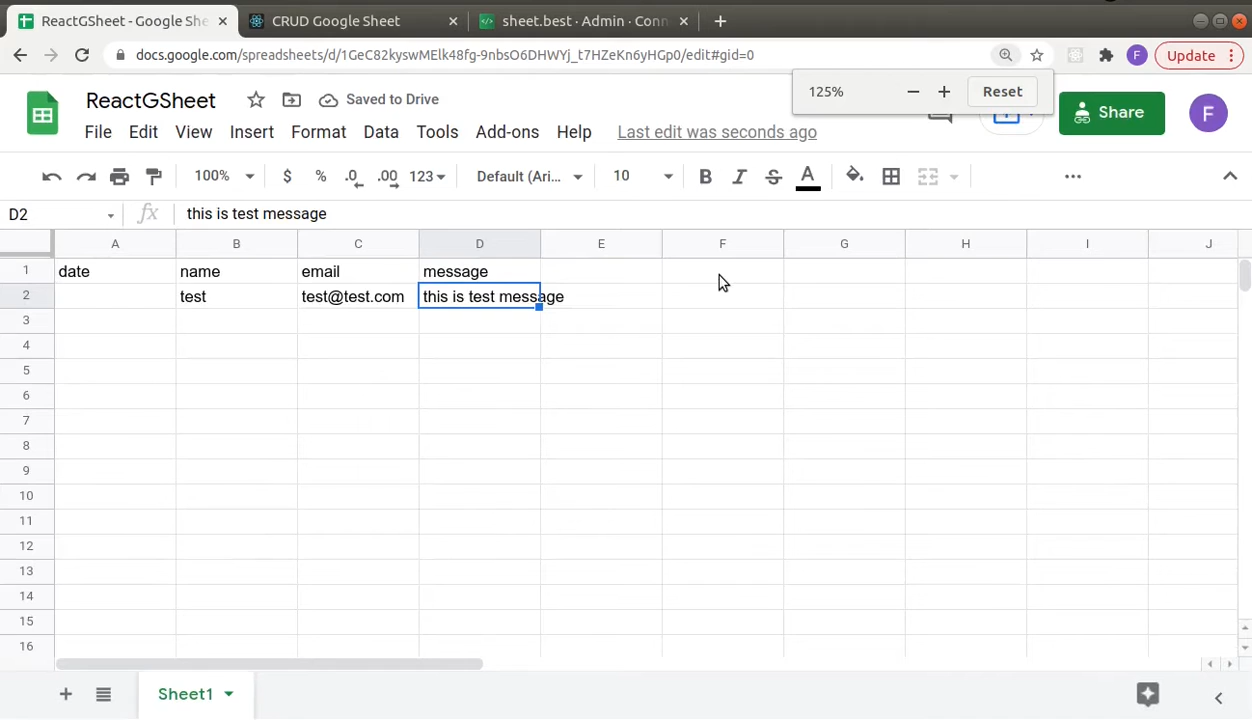 ReactGSheet - Google She
CRUD Google Sheet
sheet.best · Admin · Conn
docs.google.com/spreadsheets/d/1GeC82kyswMElk48fg-9nbsO6DHWYj_t7HZeKn6yHGp0/edit#gid=0
F
Update
125%
Reset
ReactGSheet
Saved to Drive
Share
F
File Edit View Insert Format Data Tools Add-ons Help Last edit was seconds ago
100% $ % .0 .00 123 Default (Ari... 10 B I S A
D2 fx this is test message
A B C D E F G H I J
1 date name email message
2 test test@test.com this is test message
3
4
5
6
7
8
9
10
11
12
13
14
15
16
Sheet1